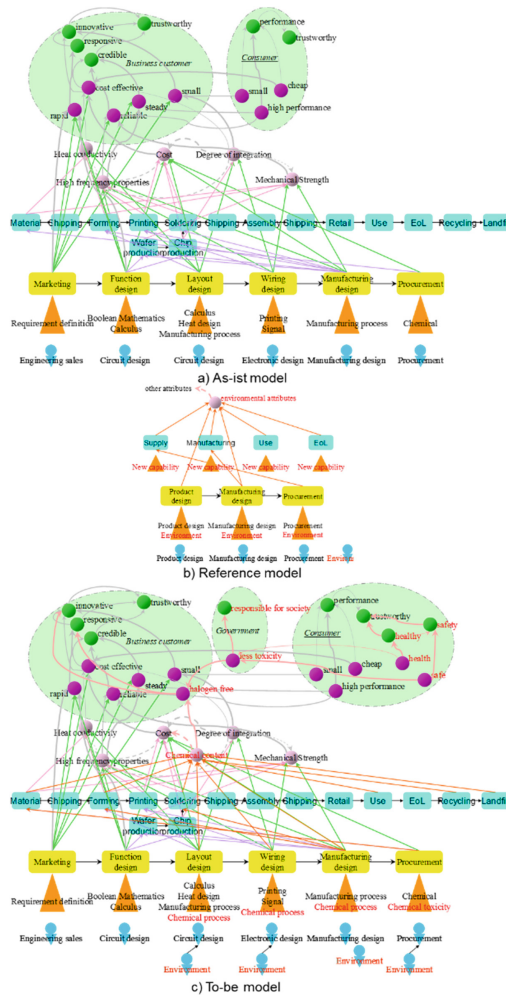 innovative
trustworthy
responsive
credible
Business customer
cost effective
small
steady
rapid
reliable
performance
trustworthy
Consumer
cheap
small
high performance
Heat conductivity
Cost
Degree of integration
High frequency properties
Mechanical Strength
Material Chipping Forming Printing Soldering Shipping Assembly Shipping Retail Use EoL Recycling Landfi
Wafer production
Chip production
Marketing
Function design
Layout design
Wiring design
Manufacturing design
Procurement
Requirement definition
Boolean Mathematics Calculus
Calculus Heat design Manufacturing process
Printing Signal
Manufacturing process
Chemical
Engineering sales
Circuit design
Circuit design
Electronic design
Manufacturing design
Procurement
a) As-ist model
other attributes
environmental attributes
Supply
Manufacturing
Use
EoL
New capability
New capability
New capability
New capability
Product design
Manufacturing design
Procurement
Product design Environment
Manufacturing design Environment
Procurement Environment
Product design
Manufacturing design
Procurement
b) Reference model
innovative
trustworthy
responsive
credible
Business customer
cost effective
small
steady
rapid
reliable
halogen free
responsible for society
Government
less toxicity
performance
trustworthy
safety
Consumer
healthy
health
cheap
small
safe
high performance
Heat conductivity
Cost
Degree of integration
High frequency properties
Chemical content
Mechanical Strength
Material Chipping Forming Printing Soldering Shipping Assembly Shipping Retail Use EoL Recycling Landfi
Wafer production
Chip production
Marketing
Function design
Layout design
Wiring design
Manufacturing design
Procurement
Requirement definition
Boolean Mathematics Calculus
Calculus Heat design Manufacturing process Chemical process
Printing Signal Chemical process
Manufacturing process Chemical process
Chemical Chemical toxicity
Engineering sales
Circuit design
Circuit design
Electronic design
Manufacturing design
Procurement
Environment
Environment
Environment
Environment
c) To-be model